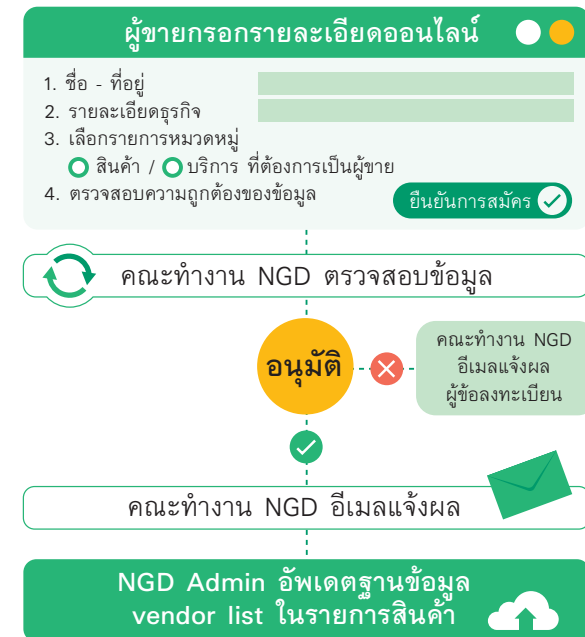 ผู้ขายกรอกรายละเอียดออนไลน์
1. ชื่อ - ที่อยู่
2. รายละเอียดธุรกิจ
3. เลือกรายการหมวดหมู่
สินค้า / บริการ ที่ต้องการเป็นผู้ขาย
4. ตรวจสอบความถูกต้องของข้อมูล
ยืนยันการสมัคร
คณะทำงาน NGD ตรวจสอบข้อมูล
อนุมัติ
คณะทำงาน NGD
อีเมลแจ้งผล
ผู้ข้อลงทะเบียน
คณะทำงาน NGD อีเมลแจ้งผล
NGD Admin อัพเดตฐานข้อมูล
vendor list ในรายการสินค้า